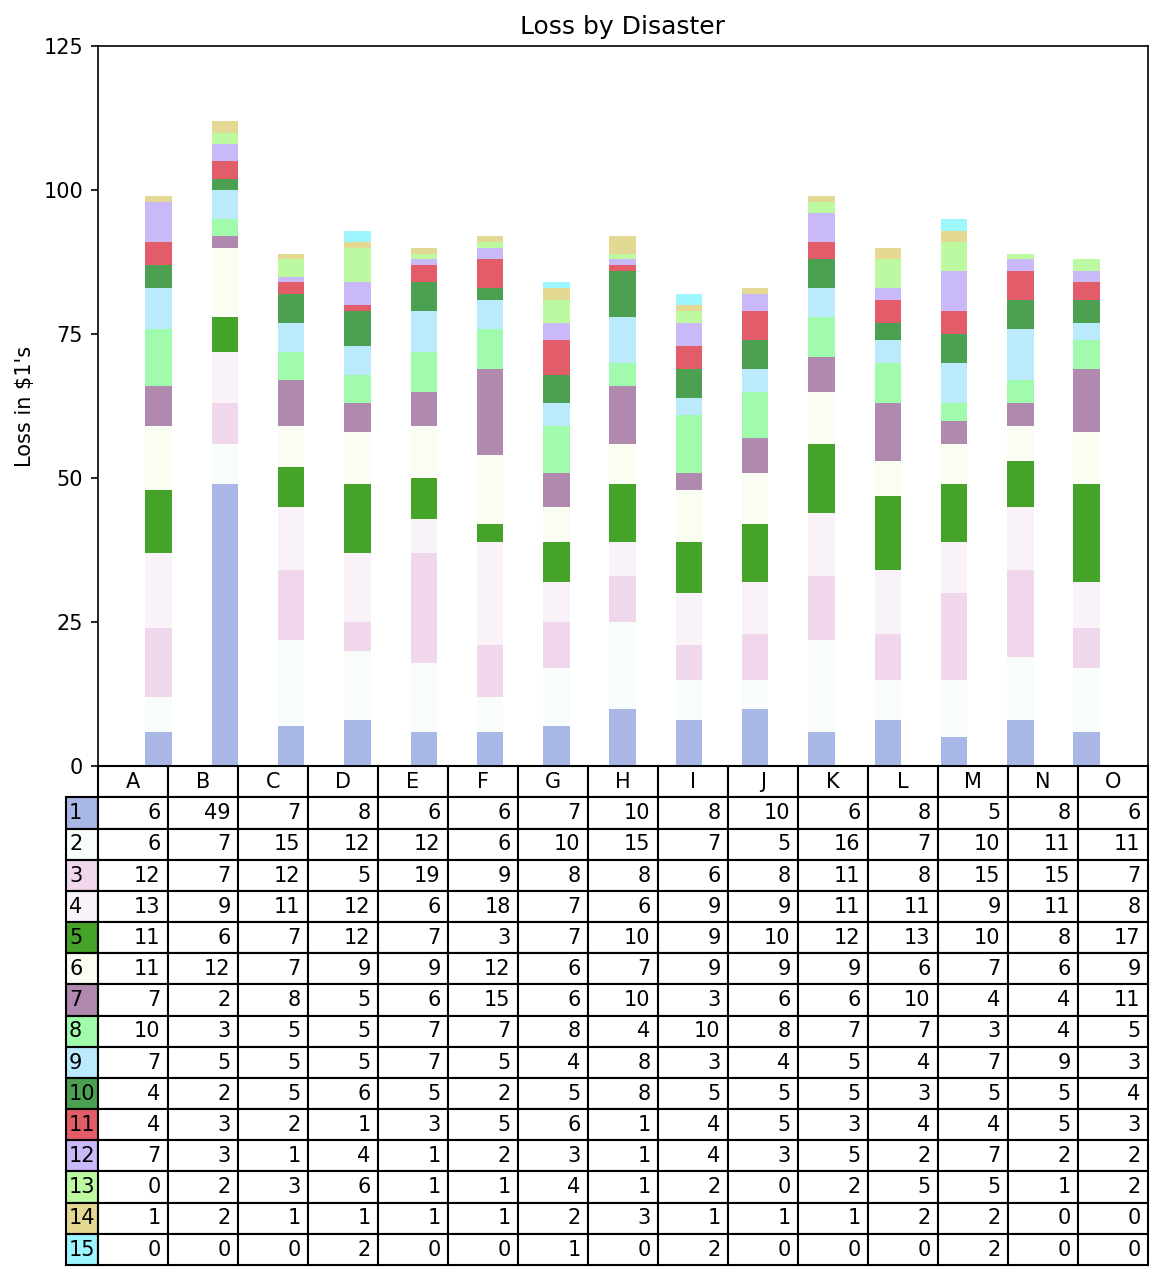 Loss by Disaster
125
100
75
50
25
0
Loss in $1's
A B C D E F G H I J K L M N O
1 6 49 7 8 6 6 7 10 8 10 6 8 5 8 6
2 6 7 15 12 12 6 10 15 7 5 16 7 10 11 11
3 12 7 12 5 19 9 8 8 6 8 11 8 15 15 7
4 13 9 11 12 6 18 7 6 9 9 11 11 9 11 8
5 11 6 7 12 7 3 7 10 9 10 12 13 10 8 17
6 11 12 7 9 9 12 6 7 9 9 9 6 7 6 9
7 7 2 8 5 6 15 6 10 3 6 6 10 4 4 11
8 10 3 5 5 7 7 8 4 10 8 7 7 3 4 5
9 7 5 5 5 7 5 4 8 3 4 5 4 7 9 3
10 4 2 5 6 5 2 5 8 5 5 5 3 5 5 4
11 4 3 2 1 3 5 6 1 4 5 3 4 4 5 3
12 7 3 1 4 1 2 3 1 4 3 5 2 7 2 2
13 0 2 3 6 1 1 4 1 2 0 2 5 5 1 2
14 1 2 1 1 1 1 2 3 1 1 1 2 2 0 0
15 0 0 0 2 0 0 1 0 2 0 0 0 2 0 0